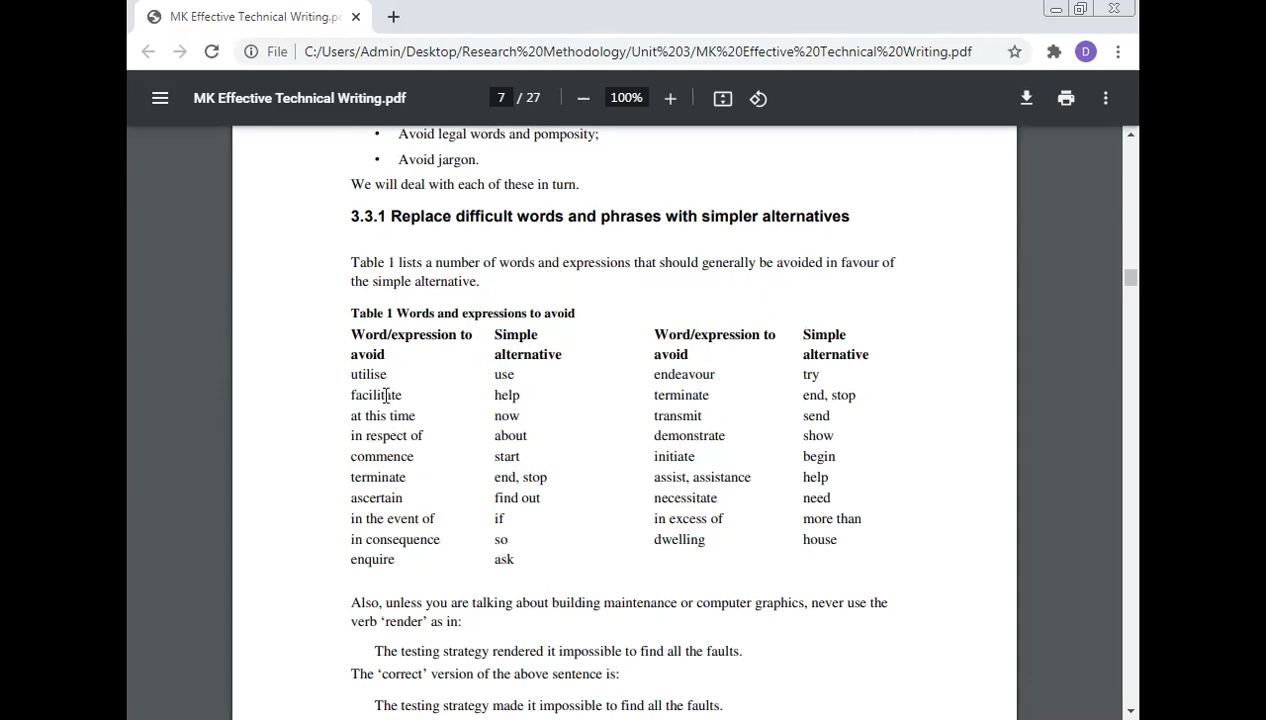 MK Effective Technical Writing.pd
File C:/Users/Admin/Desktop/Research%20Methodology/Unit%203/MK%20Effective%20Technical%20Writing.pdf D
MK Effective Technical Writing.pdf 7 / 27 100%
• Avoid legal words and pomposity;
• Avoid jargon.
We will deal with each of these in turn.
3.3.1 Replace difficult words and phrases with simpler alternatives
Table 1 lists a number of words and expressions that should generally be avoided in favour of
the simple alternative.
Table 1 Words and expressions to avoid
Word/expression to Simple Word/expression to Simple
avoid alternative avoid alternative
utilise use endeavour try
facilitate help terminate end, stop
at this time now transmit send
in respect of about demonstrate show
commence start initiate begin
terminate end, stop assist, assistance help
ascertain find out necessitate need
in the event of if in excess of more than
in consequence so dwelling house
enquire ask
Also, unless you are talking about building maintenance or computer graphics, never use the
verb ‘render’ as in:
The testing strategy rendered it impossible to find all the faults.
The ‘correct’ version of the above sentence is:
The testing strategy made it impossible to find all the faults.